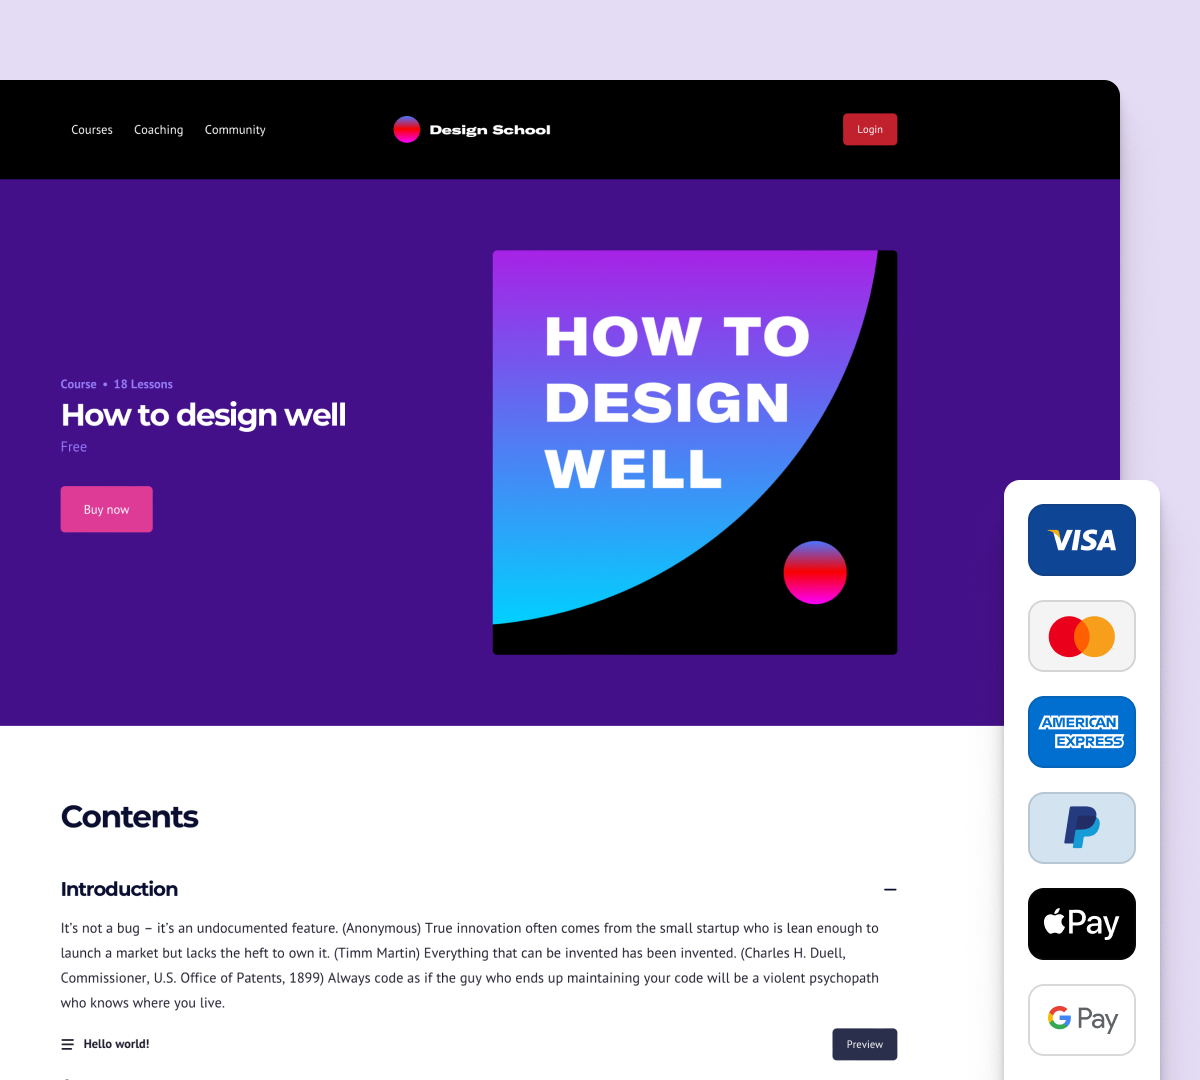 Courses Coaching Community
Design School
Login
Course • 18 Lessons
How to design well
Free
Buy now
HOW TO
DESIGN
WELL
VISA
AMERICAN
EXPRESS
Pay
G Pay
Contents
Introduction
It's not a bug – it's an undocumented feature. (Anonymous) True innovation often comes from the small startup who is lean enough to
launch a market but lacks the heft to own it. (Timm Martin) Everything that can be invented has been invented. (Charles H. Duell,
Commissioner, U.S. Office of Patents, 1899) Always code as if the guy who ends up maintaining your code will be a violent psychopath
who knows where you live.
Hello world!
Preview